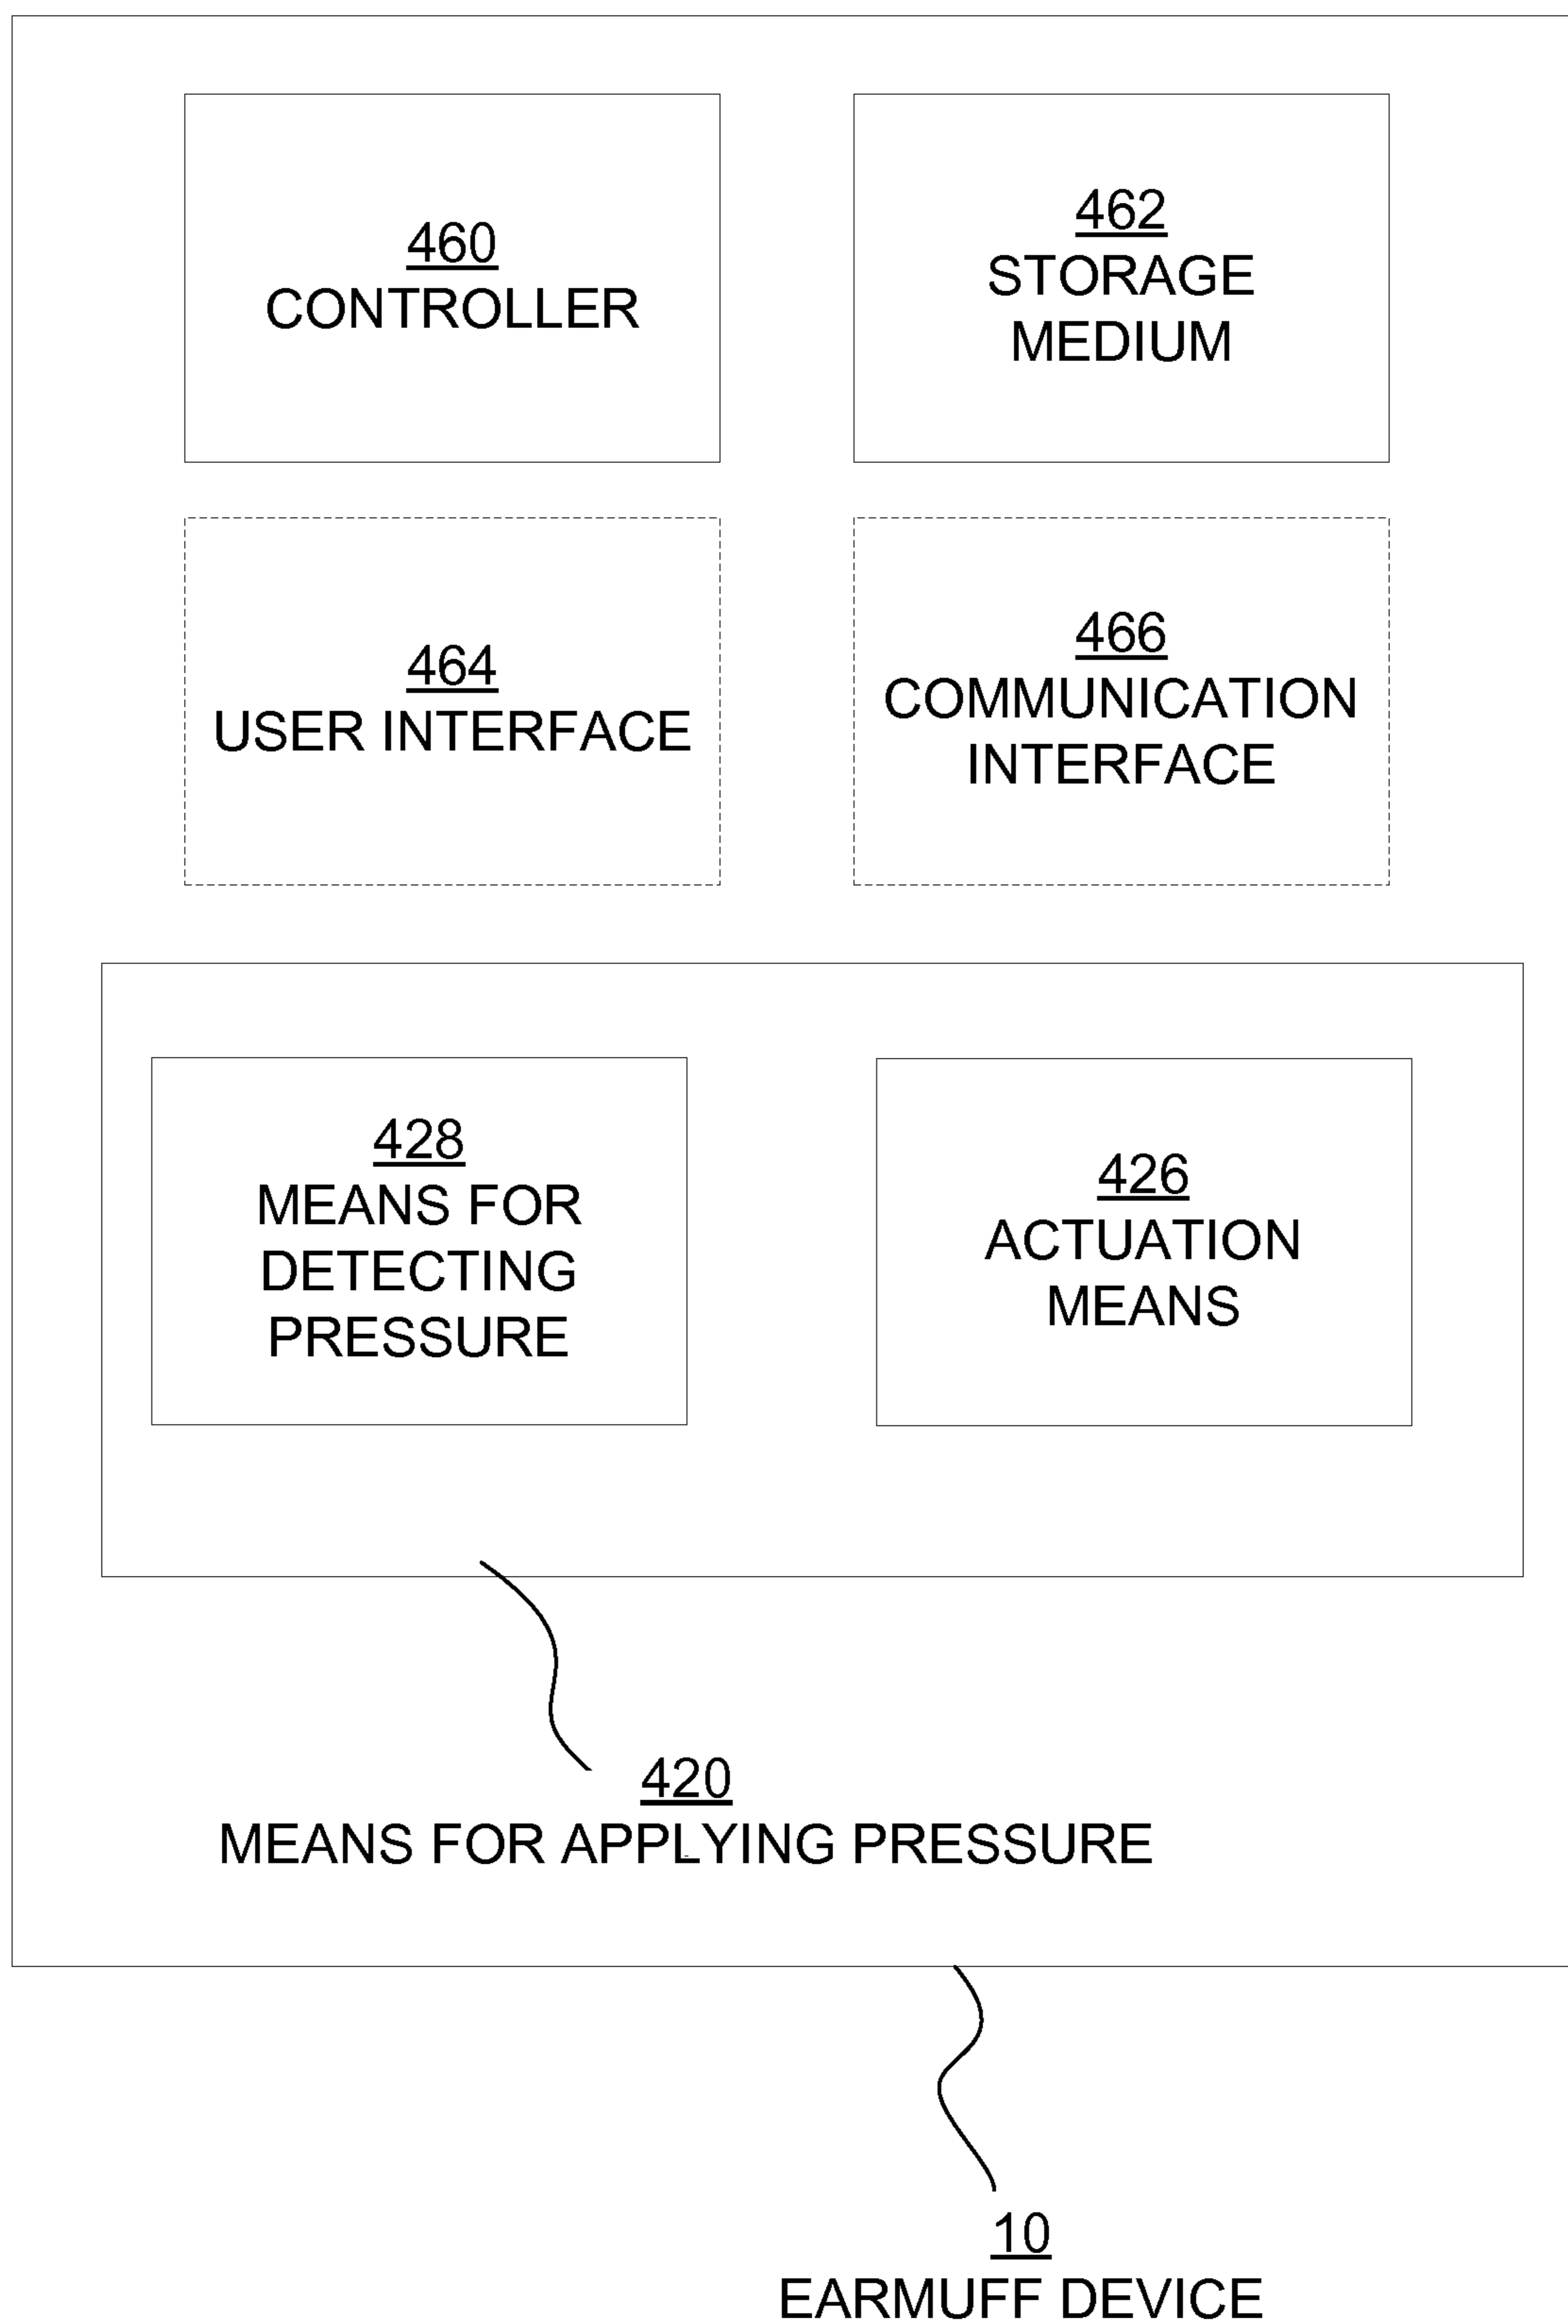 460
CONTROLLER
462
STORAGE
MEDIUM
464
USER INTERFACE
466
COMMUNICATION
INTERFACE
428
MEANS FOR
DETECTING
PRESSURE
426
ACTUATION
MEANS
420
MEANS FOR APPLYING PRESSURE
10
EARMUFF DEVICE